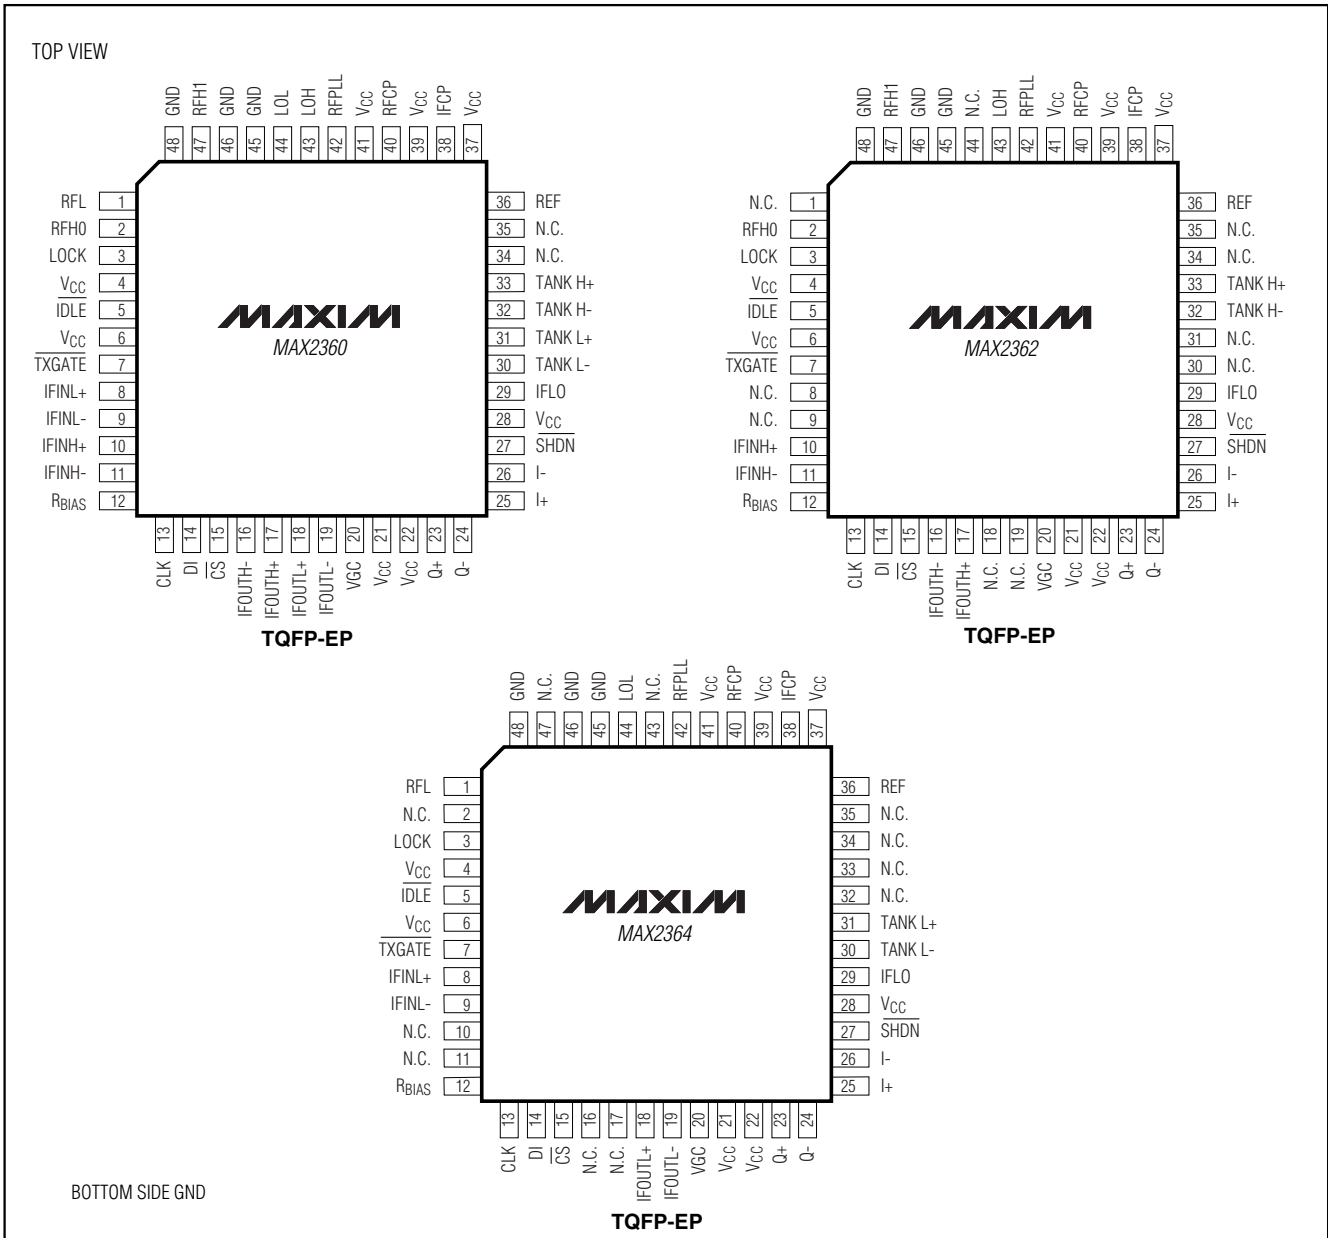 TOP VIEW
GND RFH1 GND GND LOL LOH RFPLL VCC RFCP VCC IFCP VCC
48 47 46 45 44 43 42 41 40 39 38 37
RFL 1
RFH0 2
LOCK 3
VCC 4
IDLE 5
VCC 6
TXGATE 7
IFINL+ 8
IFINL- 9
IFINH+ 10
IFINH- 11
RBIAS 12
MAXIM
MAX2360
36 REF
35 N.C.
34 N.C.
33 TANK H+
32 TANK H-
31 TANK L+
30 TANK L-
29 IFLO
28 VCC
27 SHDN
26 I-
25 I+
13 14 15 16 17 18 19 20 21 22 23 24
CLK DI CS IFOUTH- IFOUTH+ IFOUTL+ IFOUTL- VGC VCC VCC Q+ Q-
TQFP-EP
GND RFH1 GND GND N.C. LOH RFPLL VCC RFCP VCC IFCP VCC
48 47 46 45 44 43 42 41 40 39 38 37
N.C. 1
RFH0 2
LOCK 3
VCC 4
IDLE 5
VCC 6
TXGATE 7
N.C. 8
N.C. 9
IFINH+ 10
IFINH- 11
RBIAS 12
MAXIM
MAX2362
36 REF
35 N.C.
34 N.C.
33 TANK H+
32 TANK H-
31 N.C.
30 N.C.
29 IFLO
28 VCC
27 SHDN
26 I-
25 I+
13 14 15 16 17 18 19 20 21 22 23 24
CLK DI CS IFOUTH- IFOUTH+ N.C. N.C. VGC VCC VCC Q+ Q-
TQFP-EP
GND N.C. GND GND LOL N.C. RFPLL VCC RFCP VCC IFCP VCC
48 47 46 45 44 43 42 41 40 39 38 37
RFL 1
N.C. 2
LOCK 3
VCC 4
IDLE 5
VCC 6
TXGATE 7
IFINL+ 8
IFINL- 9
N.C. 10
N.C. 11
RBIAS 12
MAXIM
MAX2364
36 REF
35 N.C.
34 N.C.
33 N.C.
32 N.C.
31 TANK L+
30 TANK L-
29 IFLO
28 VCC
27 SHDN
26 I-
25 I+
13 14 15 16 17 18 19 20 21 22 23 24
CLK DI CS N.C. N.C. IFOUTL+ IFOUTL- VGC VCC VCC Q+ Q-
BOTTOM SIDE GND
TQFP-EP